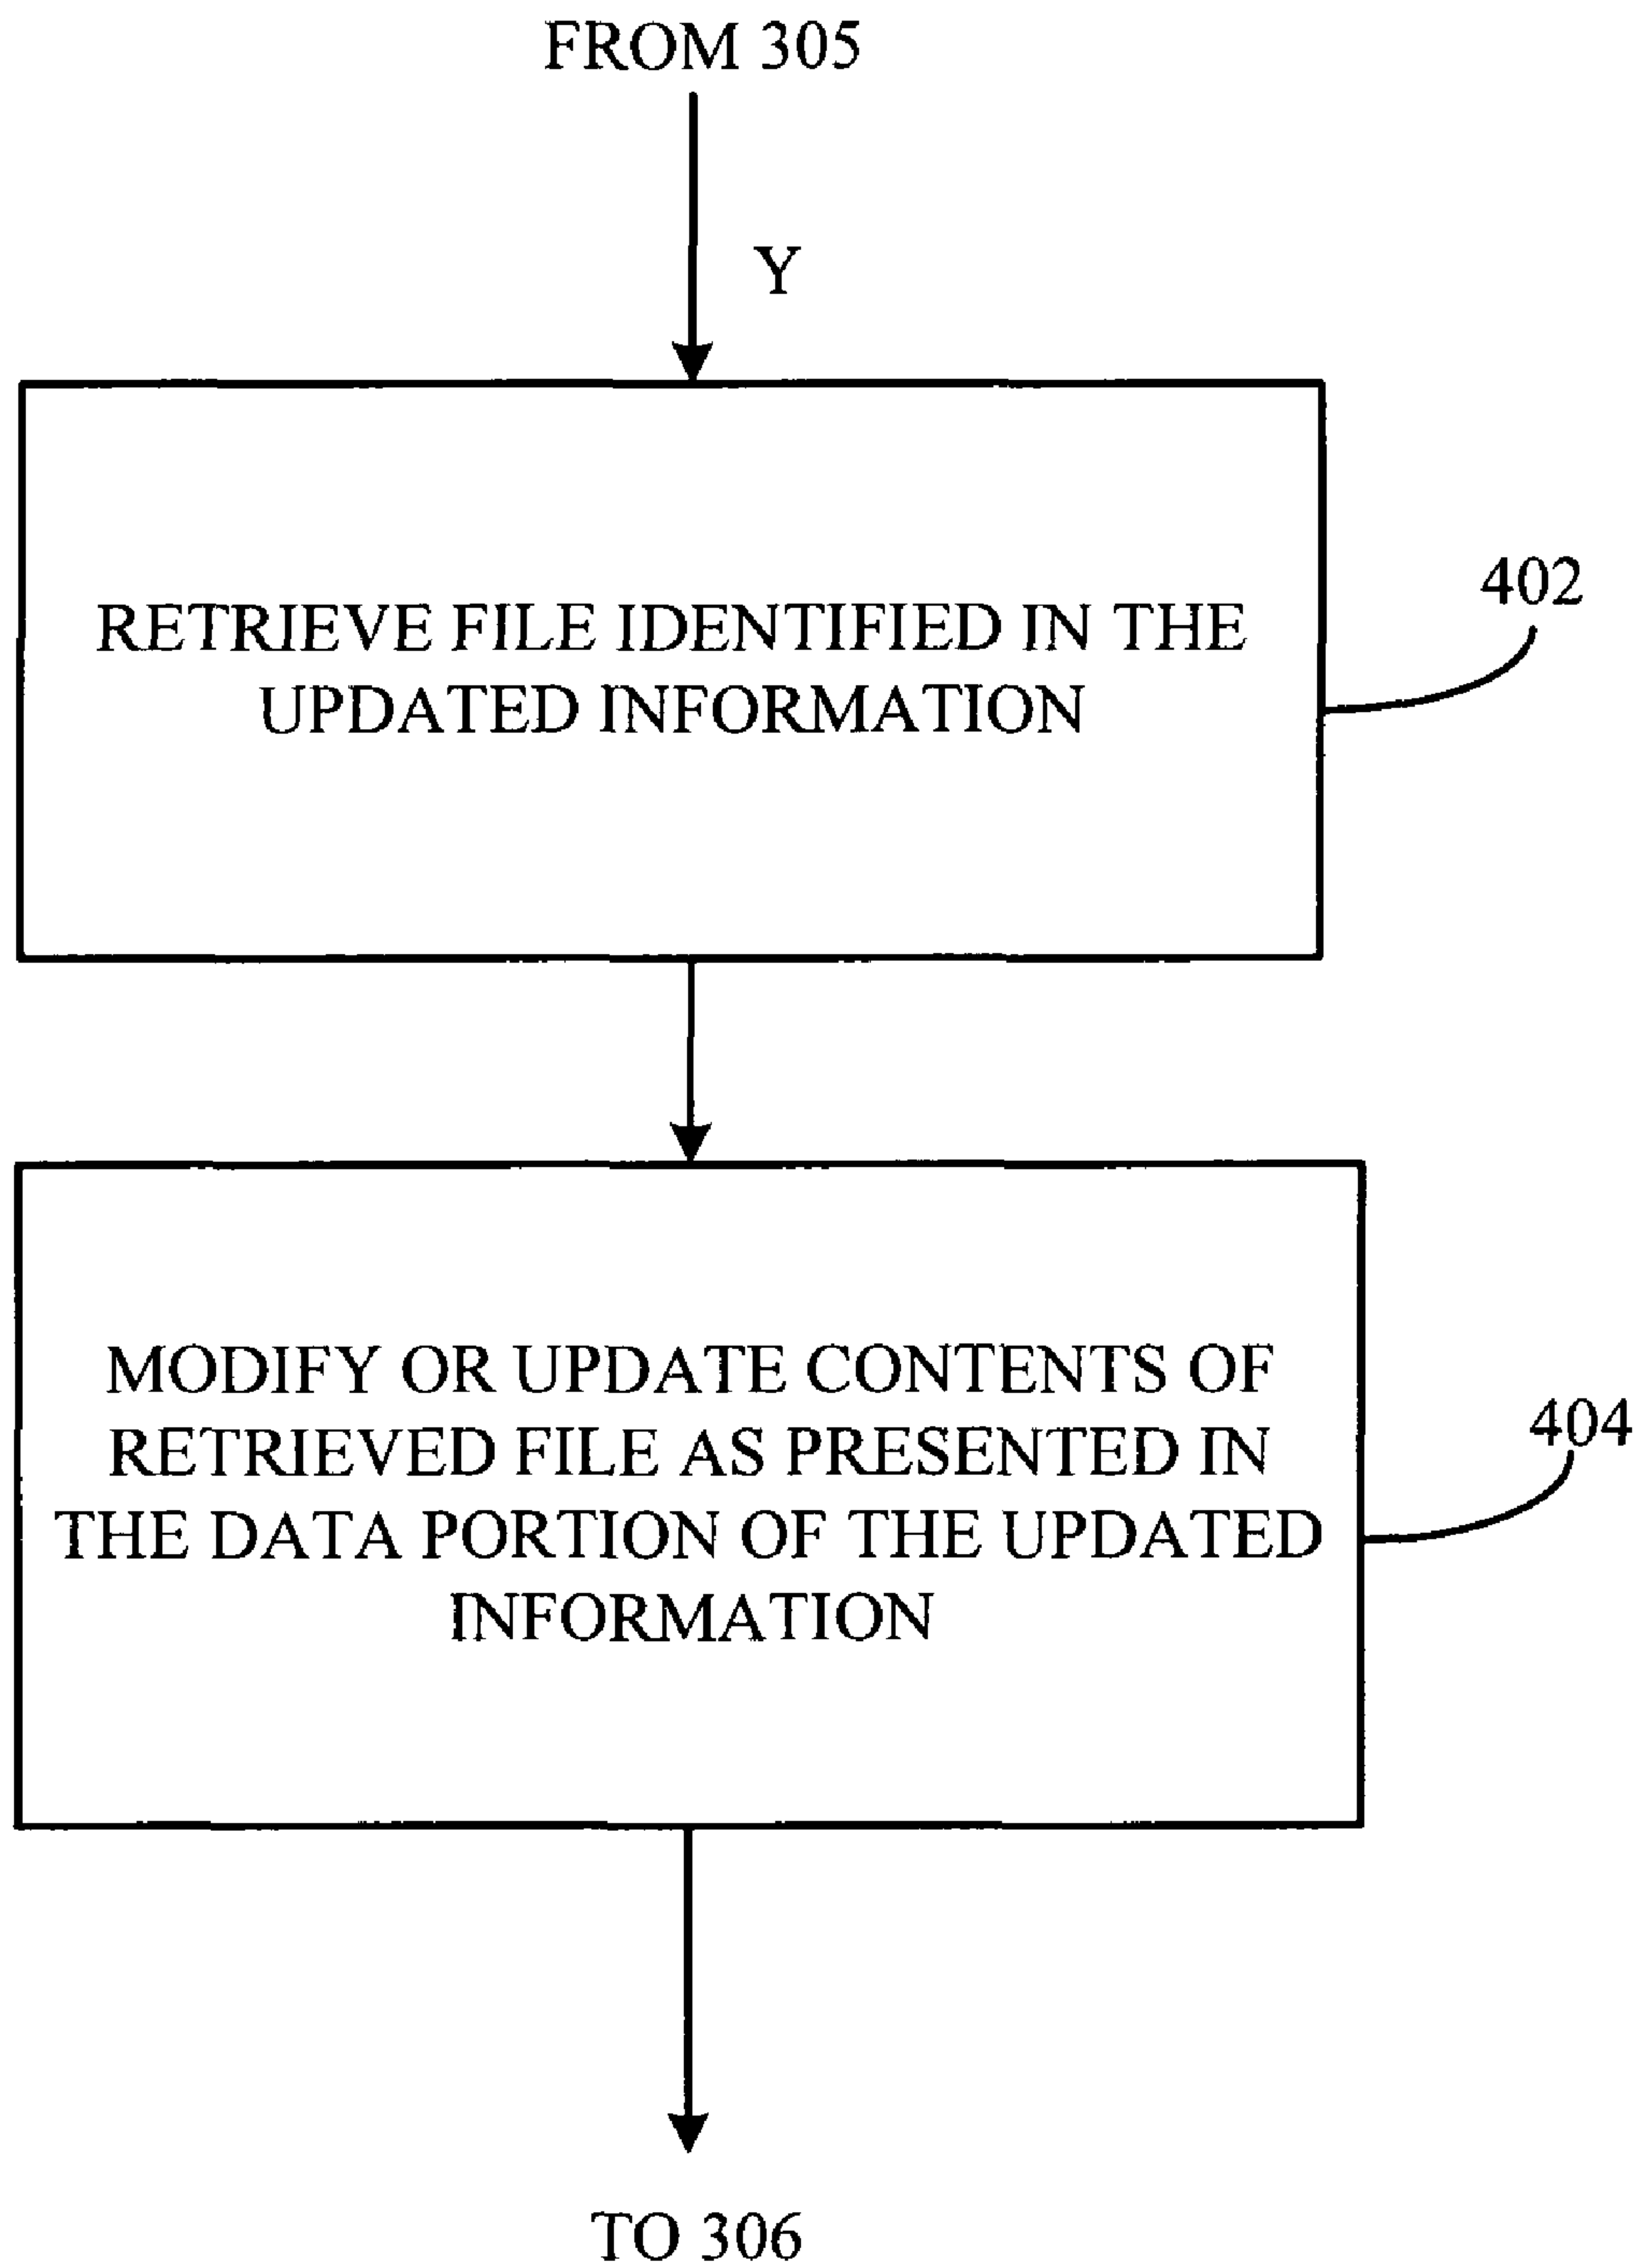 FROM 305
Y
RETRIEVE FILE IDENTIFIED IN THE
UPDATED INFORMATION
402
MODIFY OR UPDATE CONTENTS OF
RETRIEVED FILE AS PRESENTED IN
THE DATA PORTION OF THE UPDATED
INFORMATION
404
TO 306